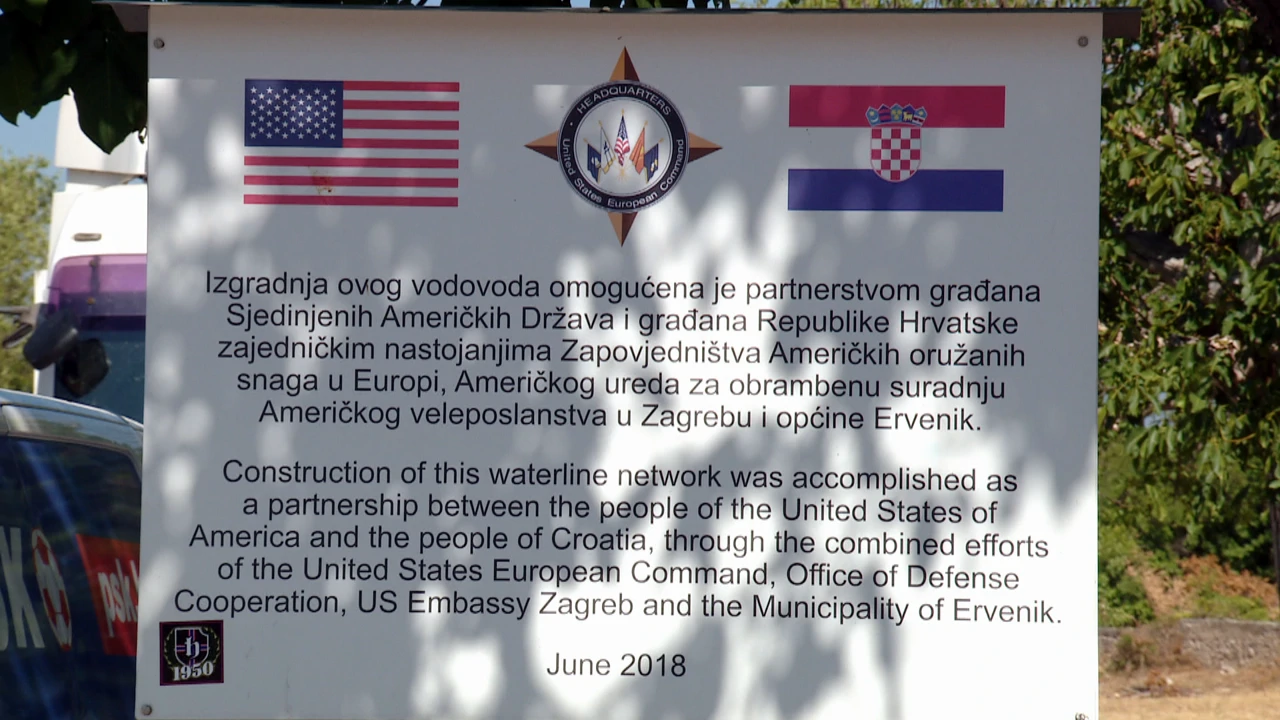 HEADQUARTERS
United States European Command
Izgradnja ovog vodovoda omogućena je partnerstvom građana
Sjedinjenih Američkih Država i građana Republike Hrvatske
zajedničkim nastojanjima Zapovjedništva Američkih oružanih
snaga u Europi, Američkog ureda za obrambenu suradnju
Američkog veleposlanstva u Zagrebu i općine Ervenik.
Construction of this waterline network was accomplished as
a partnership between the people of the United States of
America and the people of Croatia, through the combined efforts
of the United States European Command, Office of Defense
Cooperation, US Embassy Zagreb and the Municipality of Ervenik.
June 2018
h
1950
SK
psk.h